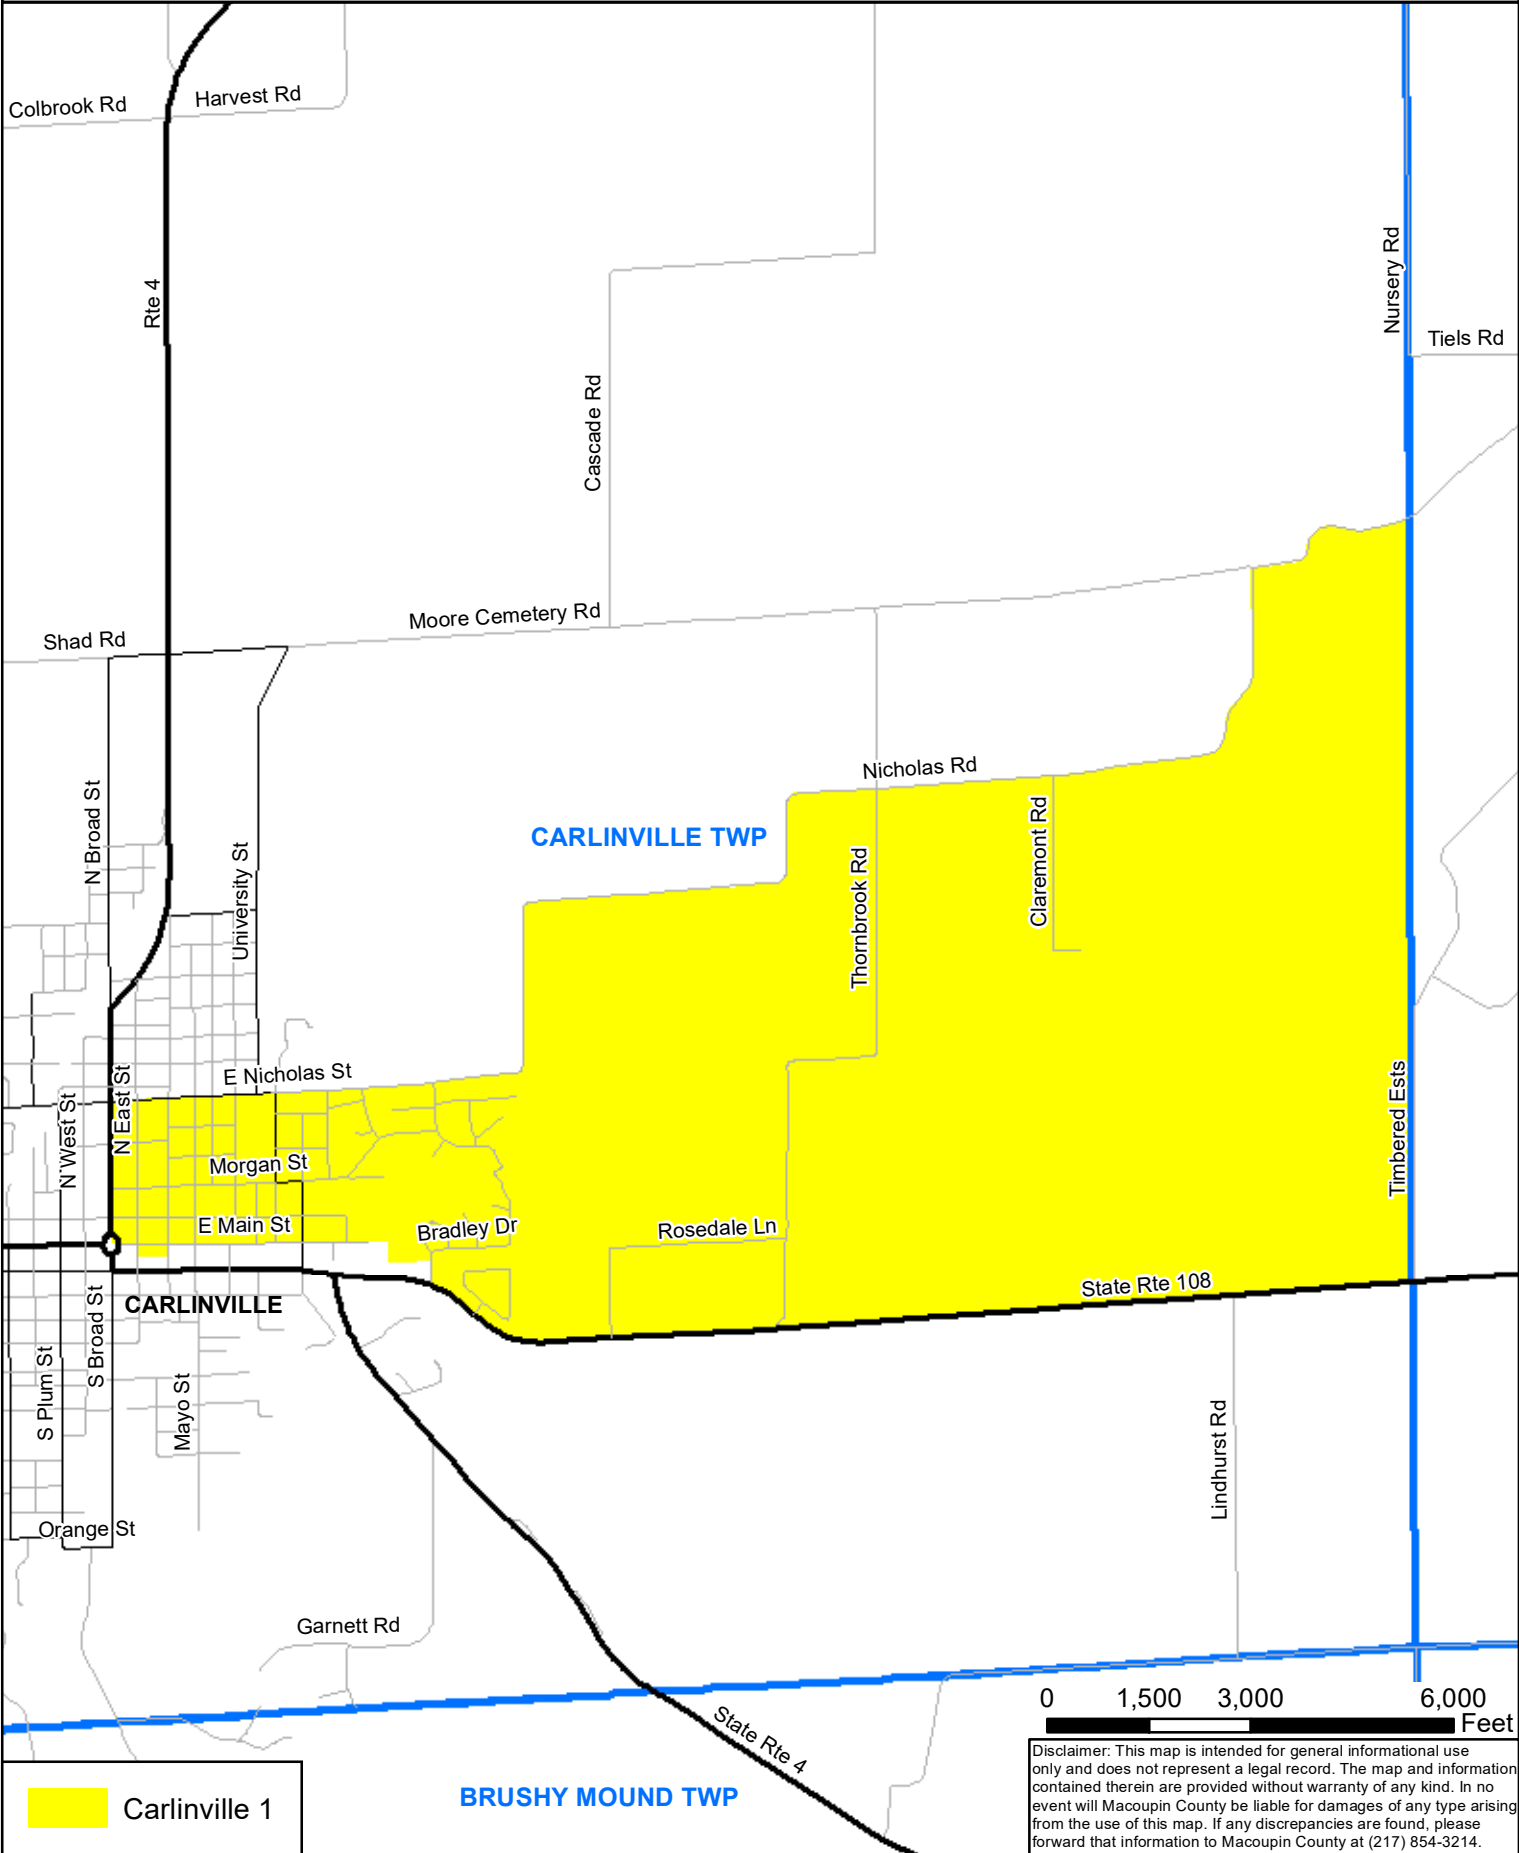 Colbrook Rd
Harvest Rd
Rte 4
Nursery Rd
Tiels Rd
Cascade Rd
Moore Cemetery Rd
Shad Rd
Nicholas Rd
N Broad St
CARLINVILLE TWP
University St
Thornbrook Rd
Claremont Rd
E Nicholas St
N West St
N East St
Timbered Ests
Morgan St
E Main St
Bradley Dr
Rosedale Ln
State Rte 108
CARLINVILLE
S Broad St
S Plum St
Mayo St
Lindhurst Rd
Orange St
Garnett Rd
State Rte 4
BRUSHY MOUND TWP
0 1,500 3,000 6,000
Feet
Carlinville 1
Disclaimer: This map is intended for general informational use
only and does not represent a legal record. The map and information
contained therein are provided without warranty of any kind. In no
event will Macoupin County be liable for damages of any type arising
from the use of this map. If any discrepancies are found, please
forward that information to Macoupin County at (217) 854-3214.